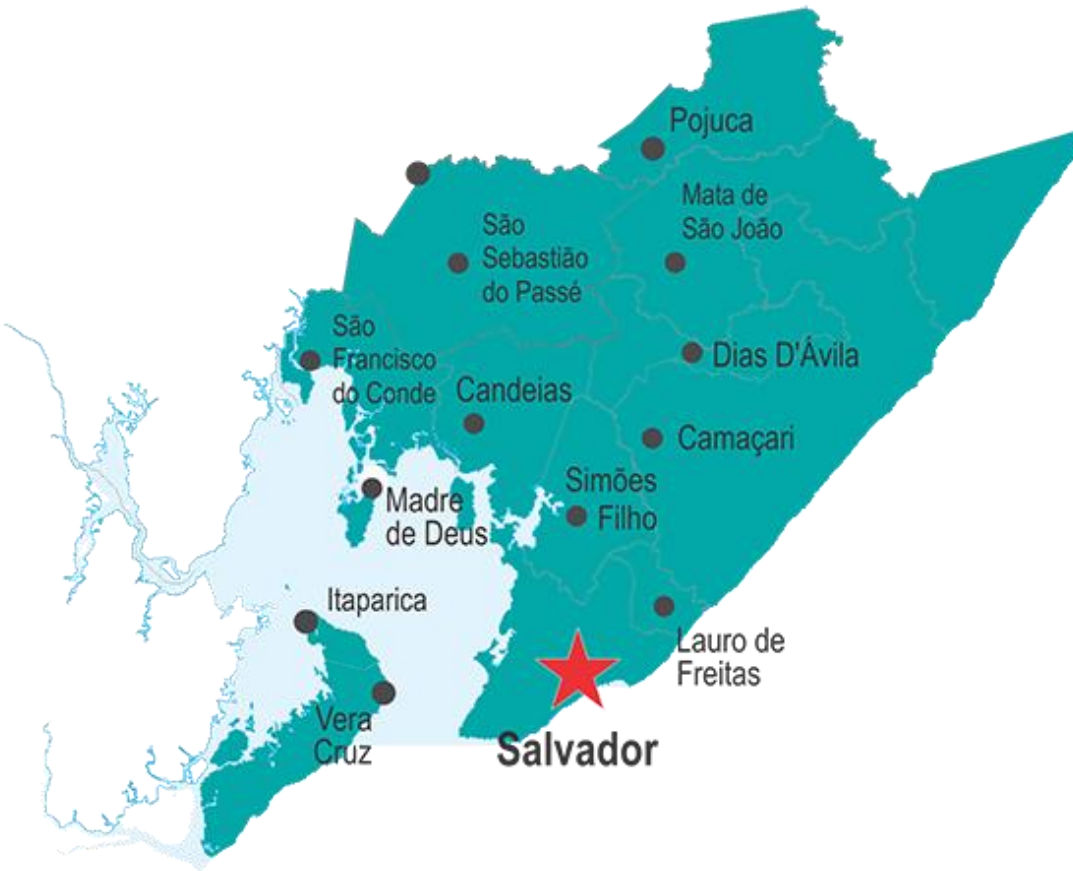 Pojuca
Mata de
São João
São
Sebastião
do Passé
São
Francisco
do Conde
Dias D'Ávila
Candeias
Camaçari
Simões
Filho
Madre
de Deus
Itaparica
Lauro de
Freitas
Vera
Cruz
Salvador